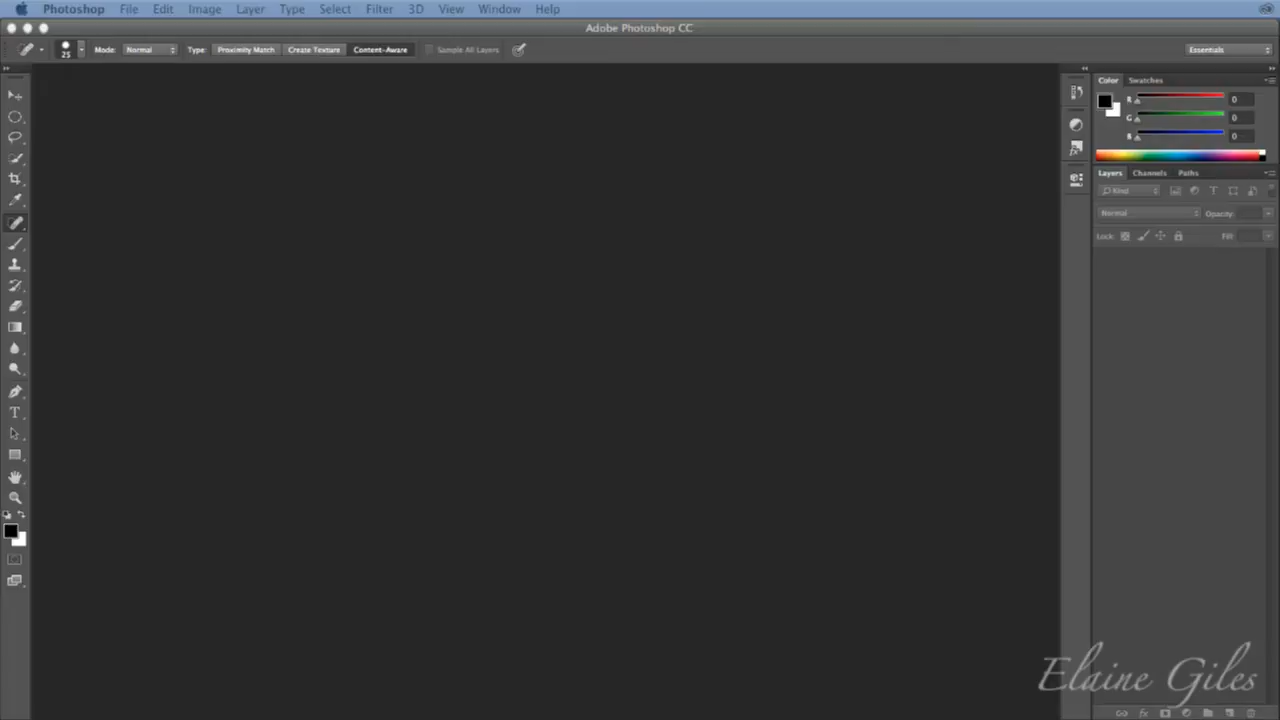 Photoshop File Edit Image Layer Type Select Filter 3D View Window Help
Adobe Photoshop CC
25 Mode: Normal Type: Proximity Match Create Texture Content-Aware Sample All Layers Essentials
Color Swatches
R 0
G 0
B 0
Layers Channels Paths
Kind
Normal Opacity:
Lock: Fill:
Elaine Giles